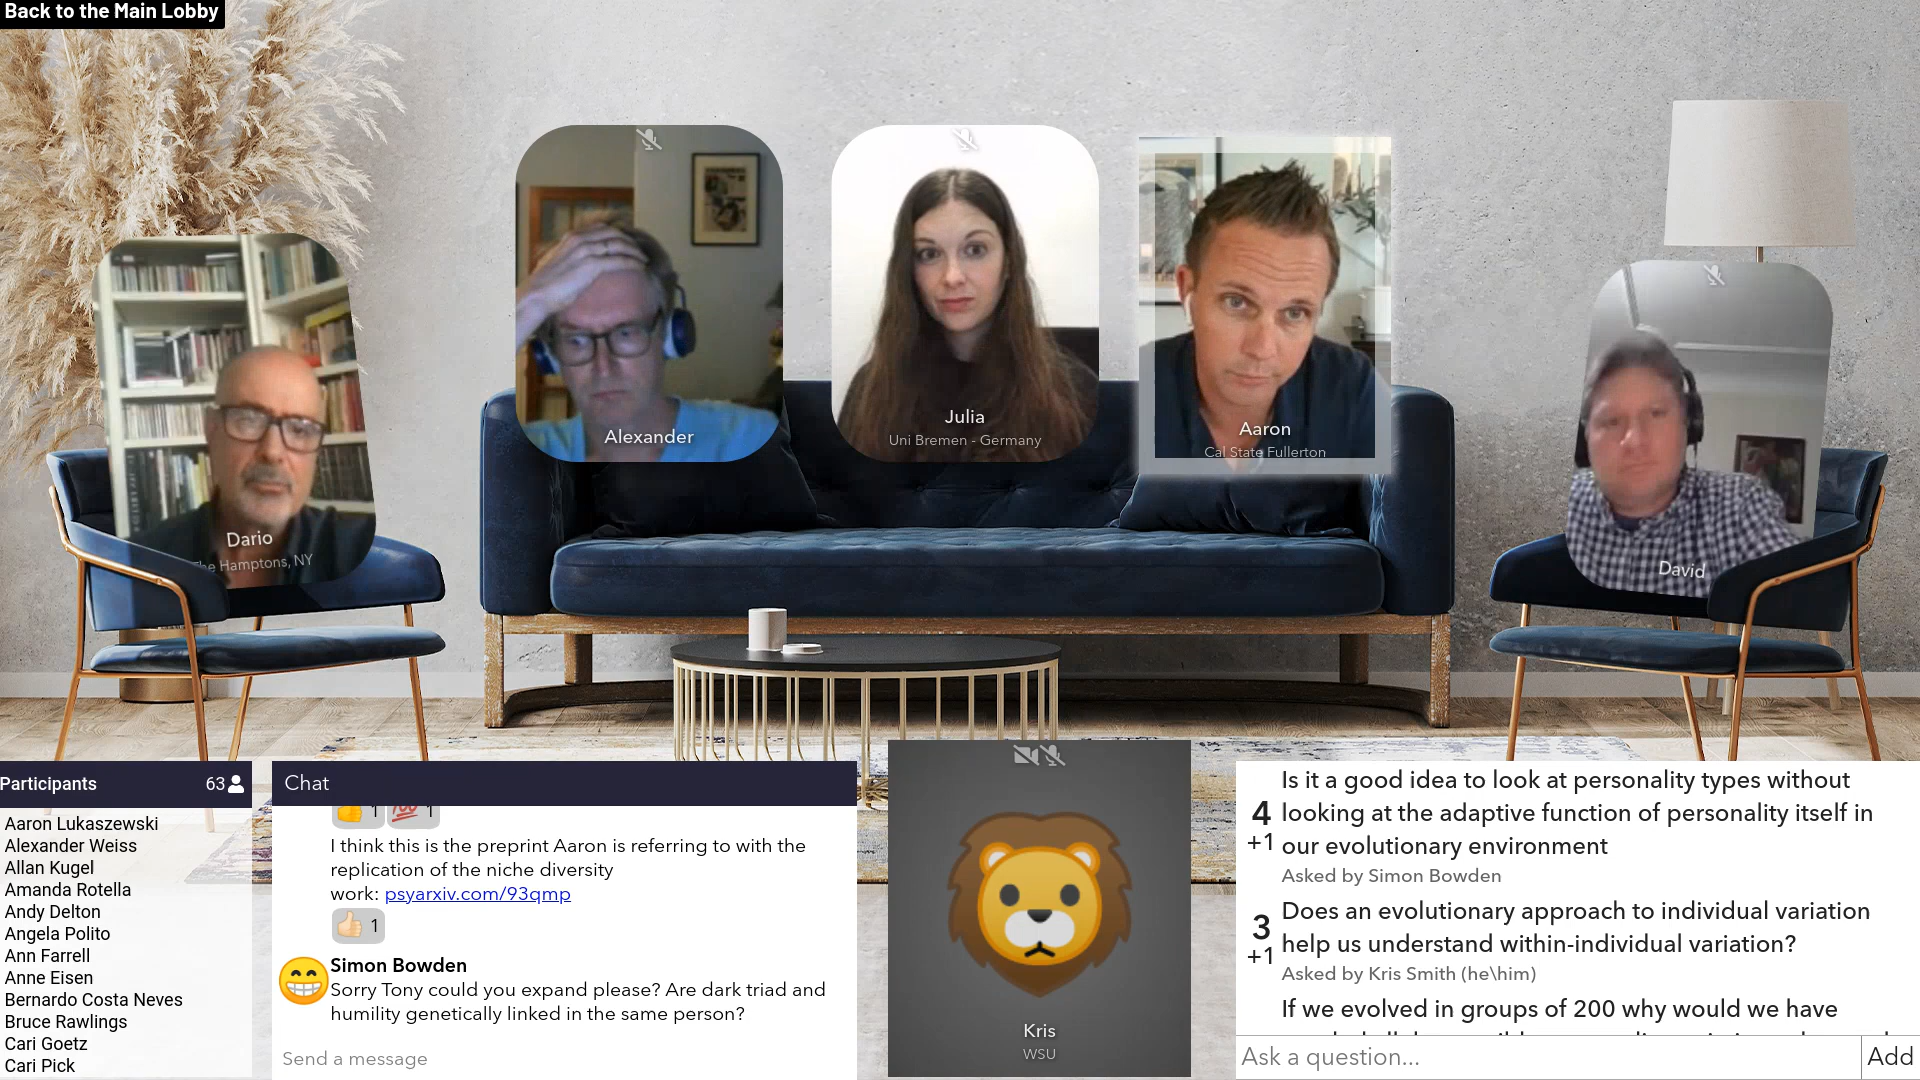 Back to the Main Lobby
Alexander
Julia
Uni Bremen - Germany
Aaron
Cal State Fullerton
Dario
The Hamptons, NY
David
Participants
63
Aaron Lukaszewski
Alexander Weiss
Allan Kugel
Amanda Rotella
Andy Delton
Angela Polito
Ann Farrell
Anne Eisen
Bernardo Costa Neves
Bruce Rawlings
Cari Goetz
Cari Pick
Chat
1
1
I think this is the preprint Aaron is referring to with the
replication of the niche diversity
work: psyarxiv.com/93qmp
1
Simon Bowden
Sorry Tony could you expand please? Are dark triad and
humility genetically linked in the same person?
Send a message
Kris
WSU
Is it a good idea to look at personality types without
4 looking at the adaptive function of personality itself in
+1 our evolutionary environment
Asked by Simon Bowden
Does an evolutionary approach to individual variation
3 help us understand within-individual variation?
+1
Asked by Kris Smith (he\him)
If we evolved in groups of 200 why would we have
Ask a question...
Add